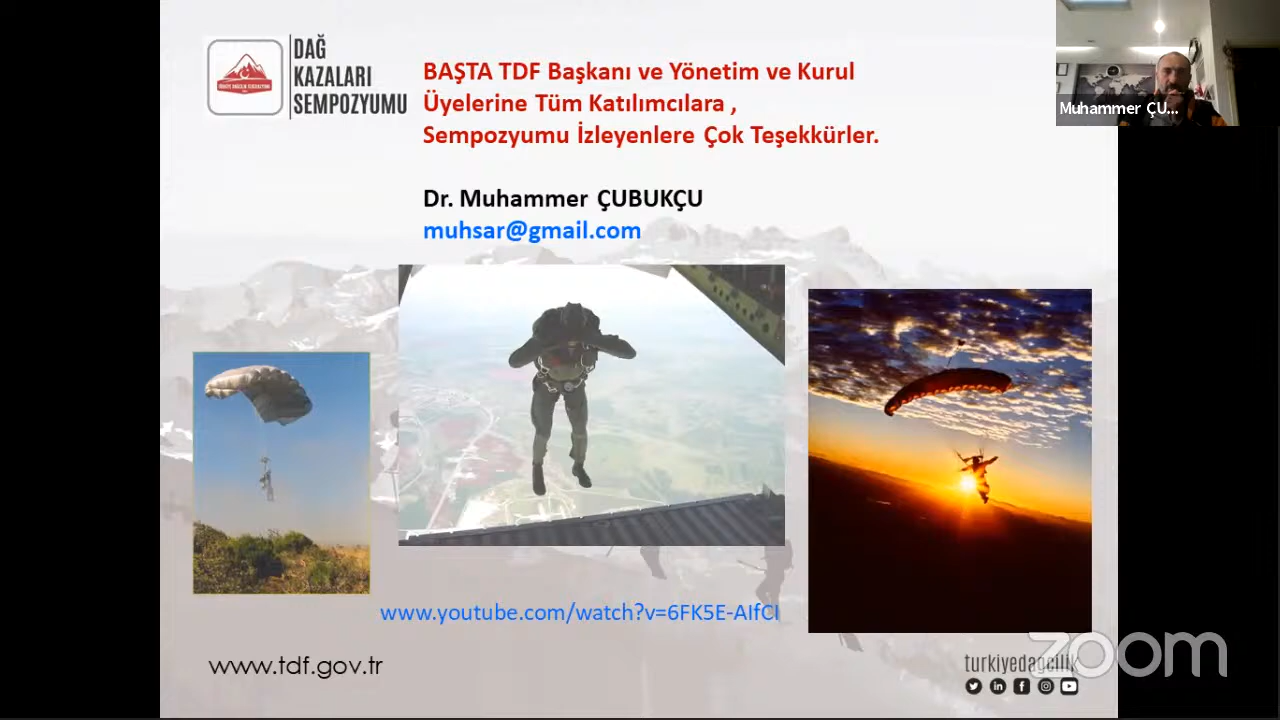 DAĞ
KAZALARI
SEMPOZYUMU
BAŞTA TDF Başkanı ve Yönetim ve Kurul
Üyelerine Tüm Katılımcılara ,
Sempozyumu İzleyenlere Çok Teşekkürler.
Dr. Muhammer ÇUBUKÇU
muhsar@gmail.com
Muhammer ÇU...
www.youtube.com/watch?v=6FK5E-AIfCI
www.tdf.gov.tr
turkiyedagcilik
zoom